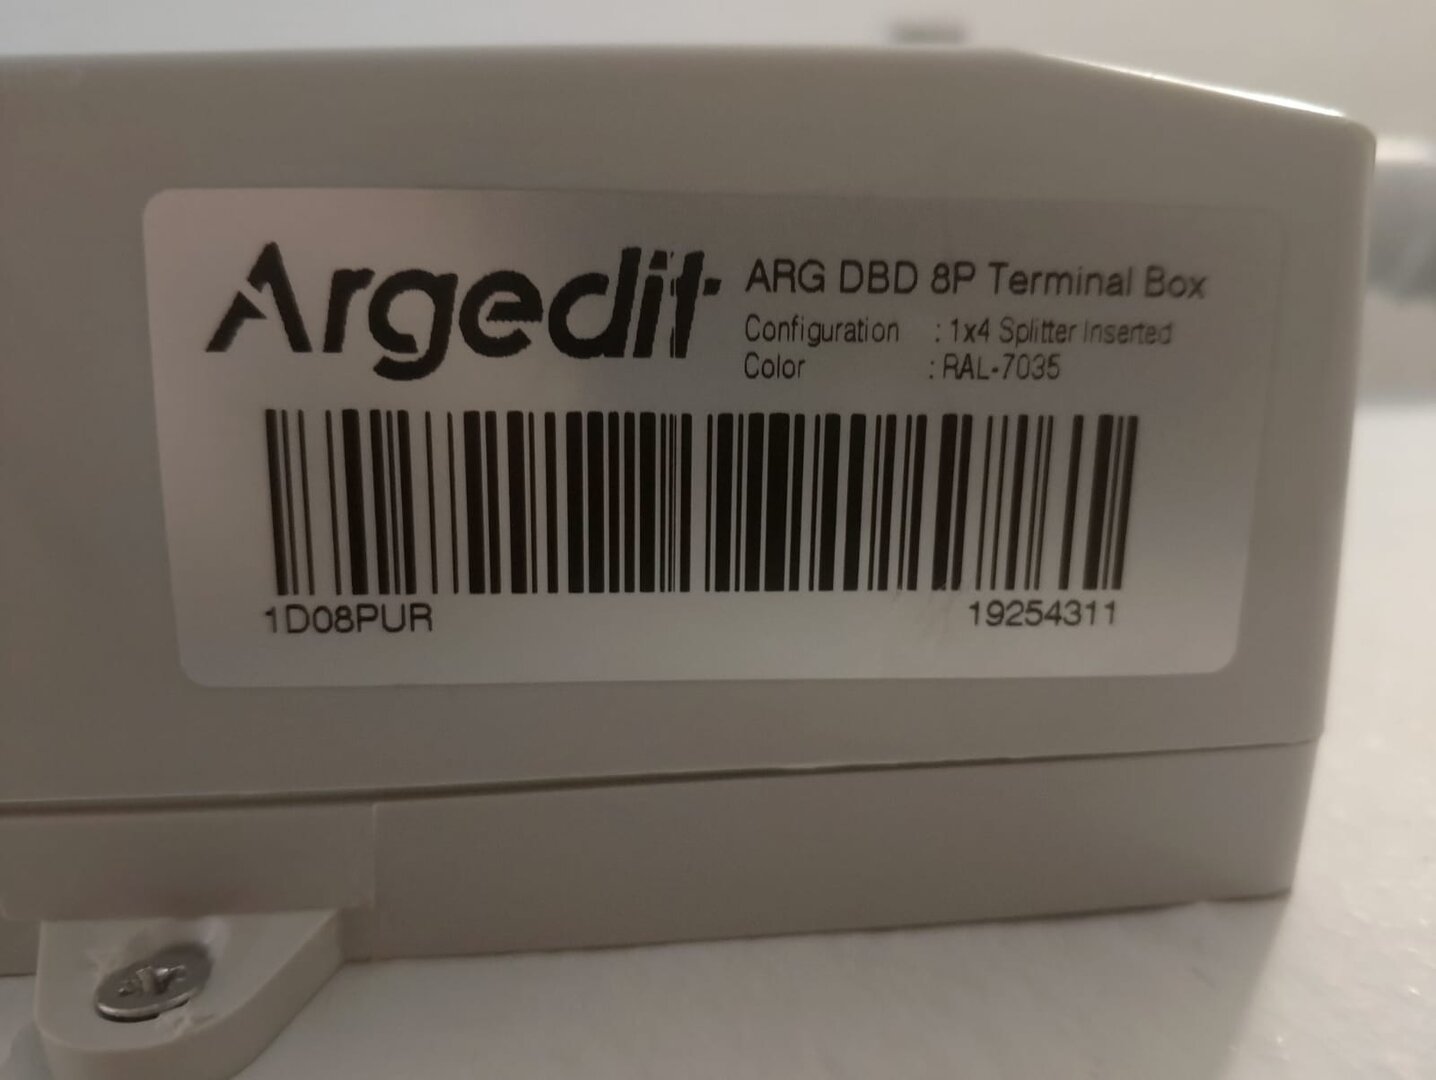 Argedit
ARG DBD 8P Terminal Box
Configuration : 1x4 Splitter Inserted
Color : RAL-7035
1D08PUR 19254311